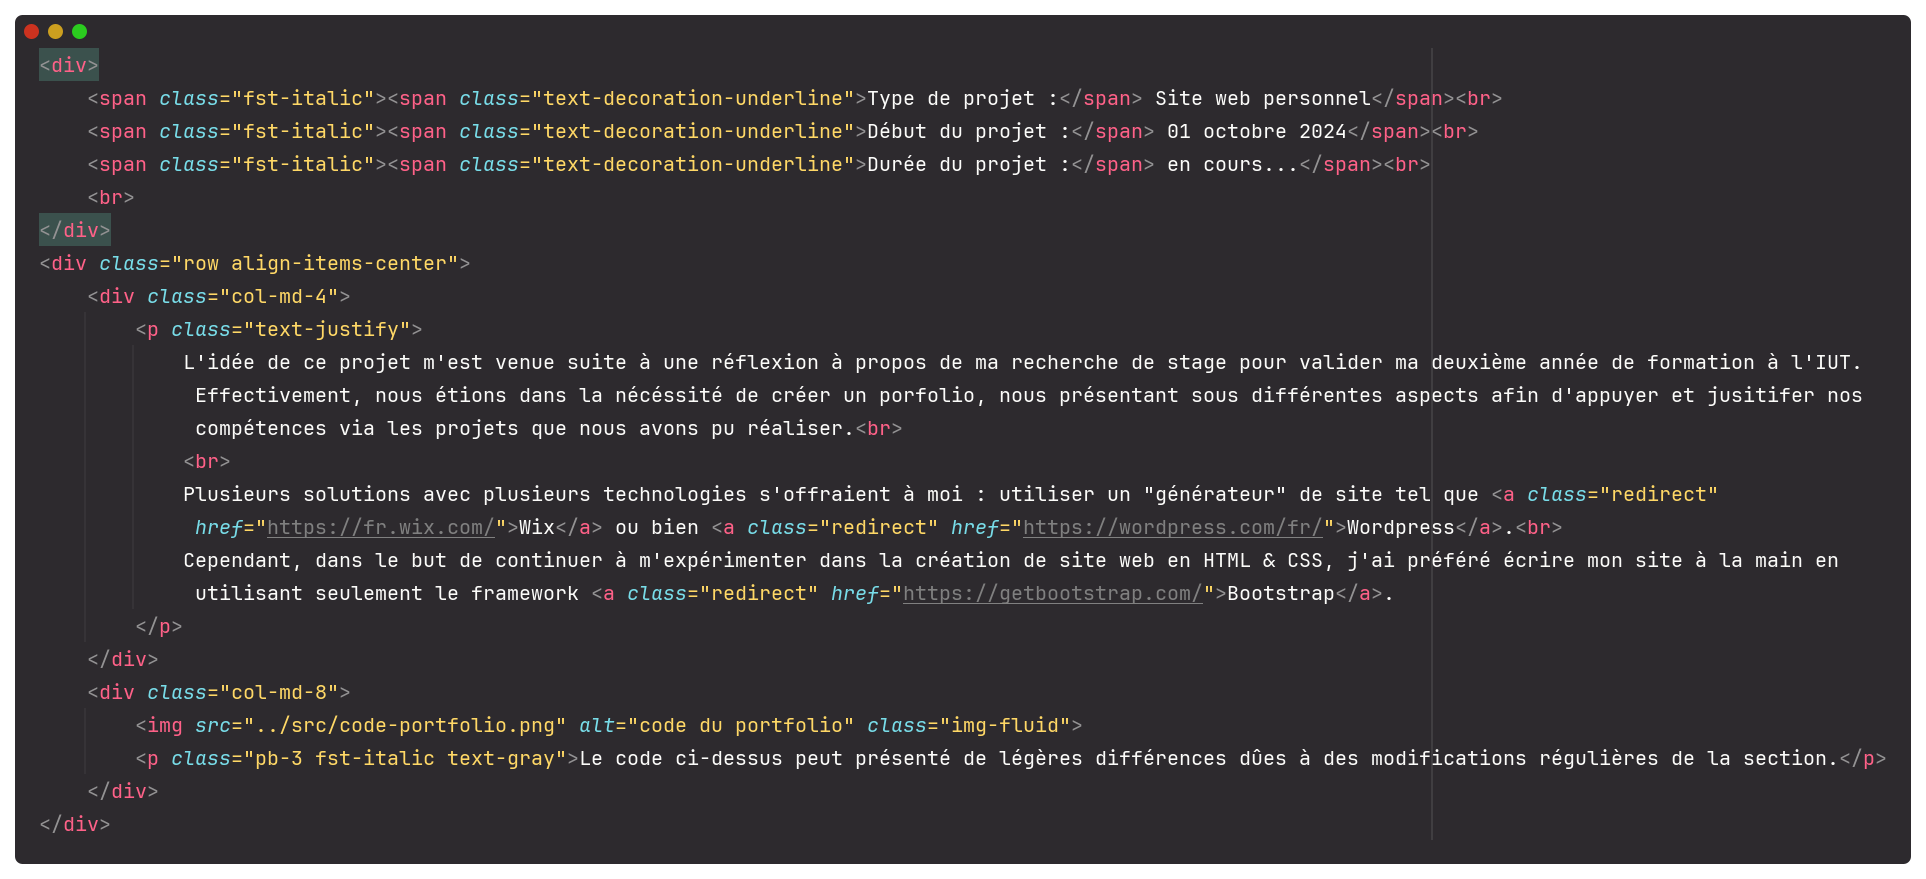 <div>
    <span class="fst-italic"><span class="text-decoration-underline">Type de projet :</span> Site web personnel</span><br>
    <span class="fst-italic"><span class="text-decoration-underline">Début du projet :</span> 01 octobre 2024</span><br>
    <span class="fst-italic"><span class="text-decoration-underline">Durée du projet :</span> en cours...</span><br>
    <br>
</div>
<div class="row align-items-center">
    <div class="col-md-4">
        <p class="text-justify">
            L'idée de ce projet m'est venue suite à une réflexion à propos de ma recherche de stage pour valider ma deuxième année de formation à l'IUT.
             Effectivement, nous étions dans la nécéssité de créer un porfolio, nous présentant sous différentes aspects afin d'appuyer et jusitifer nos
             compétences via les projets que nous avons pu réaliser.<br>
            <br>
            Plusieurs solutions avec plusieurs technologies s'offraient à moi : utiliser un "générateur" de site tel que <a class="redirect"
             href="https://fr.wix.com/">Wix</a> ou bien <a class="redirect" href="https://wordpress.com/fr/">Wordpress</a>.<br>
            Cependant, dans le but de continuer à m'expérimenter dans la création de site web en HTML & CSS, j'ai préféré écrire mon site à la main en
             utilisant seulement le framework <a class="redirect" href="https://getbootstrap.com/">Bootstrap</a>.
        </p>
    </div>
    <div class="col-md-8">
        <img src="../src/code-portfolio.png" alt="code du portfolio" class="img-fluid">
        <p class="pb-3 fst-italic text-gray">Le code ci-dessus peut présenté de légères différences dûes à des modifications régulières de la section.</p>
    </div>
</div>